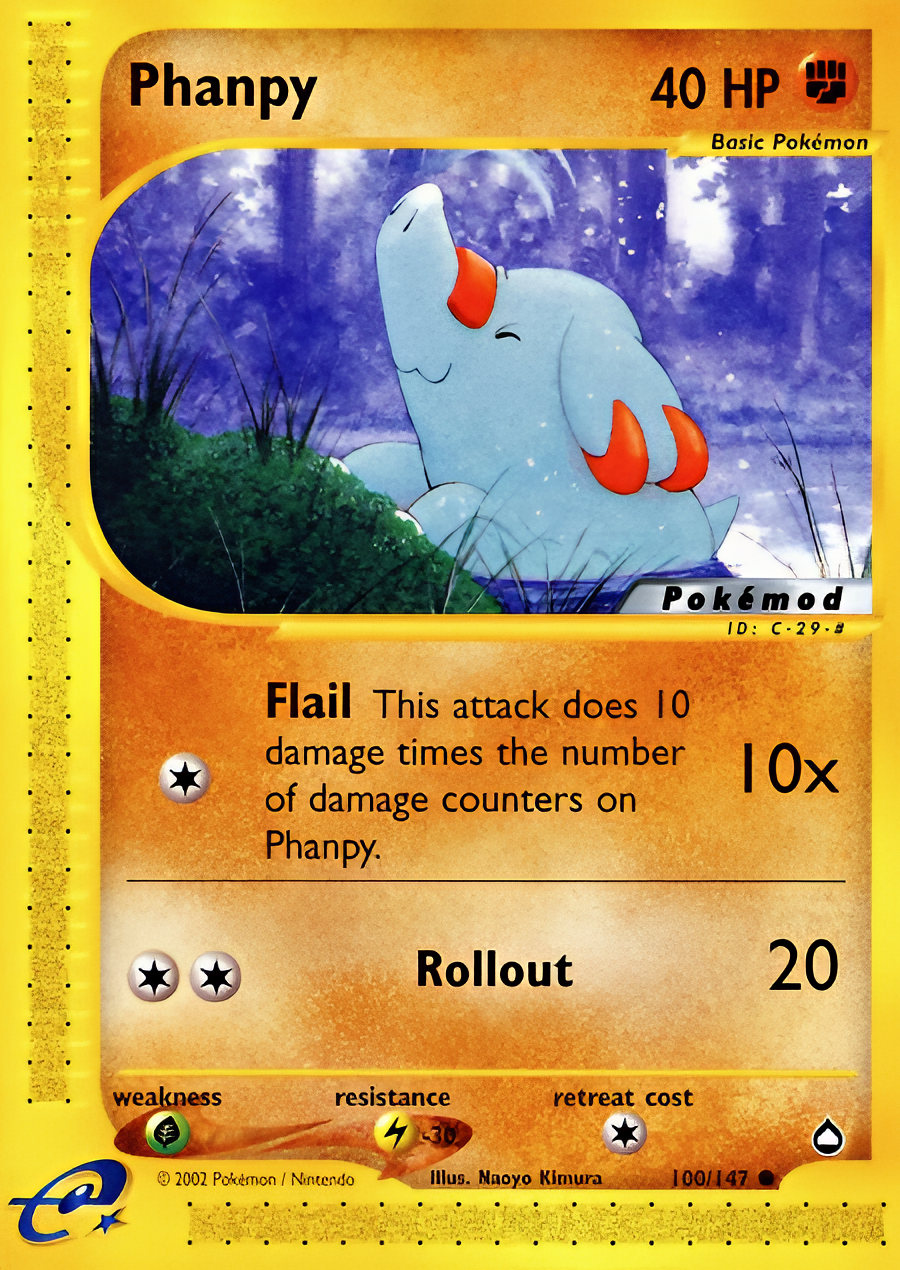 Phanpy 40 HP
Basic Pokémon
Pokémod
ID: C-29-B
Flail This attack does 10
damage times the number
of damage counters on
Phanpy.
10x
Rollout 20
weakness resistance retreat cost
-30
© 2002 Pokémon / Nintendo Illus. Naoyo Kimura 100/147
e